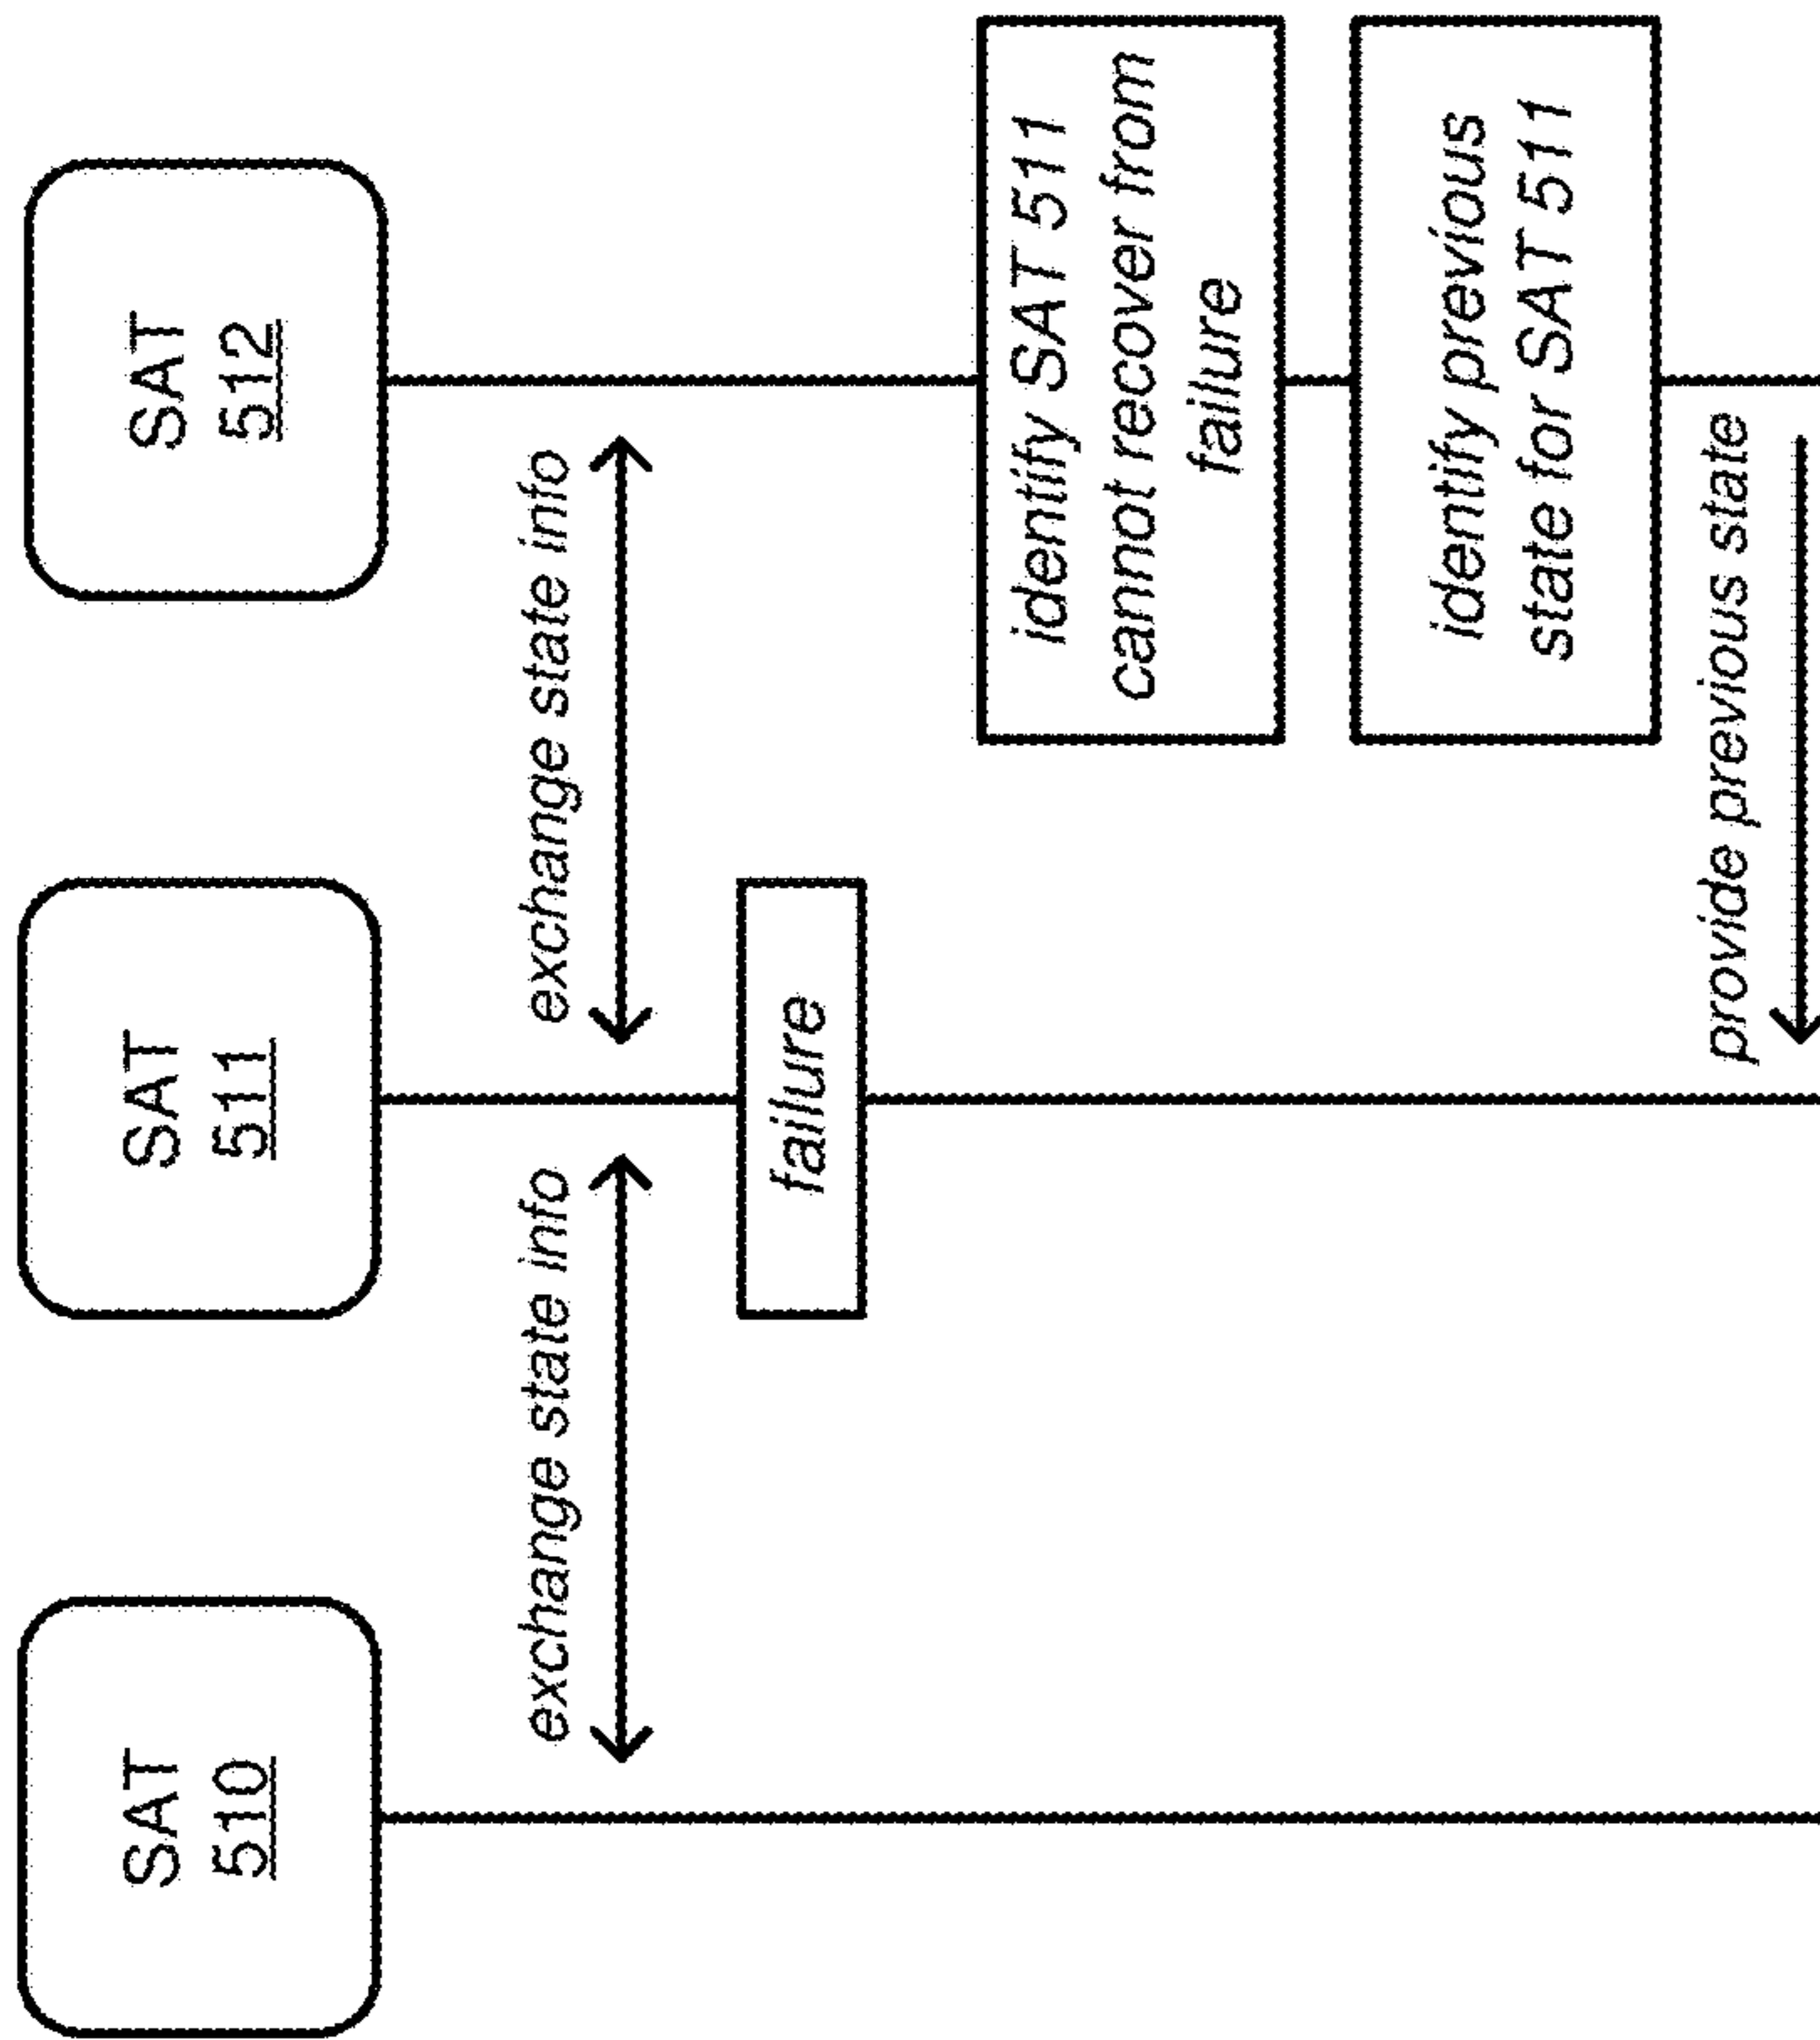 SAT
510
SAT
511
SAT
512
exchange state info
exchange state info
failure
identify SAT 511
cannot recover from
failure
identify previous
state for SAT 511
provide previous state